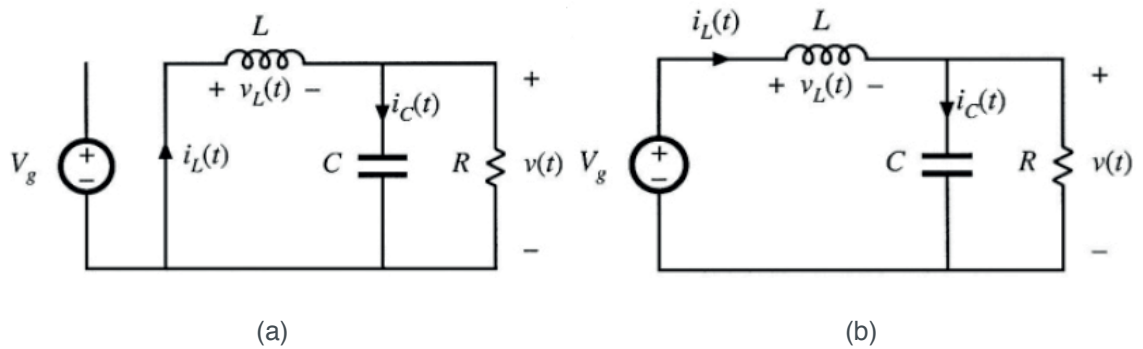 L
+ v_L(t) −
i_C(t)
+
V_g
+
−
i_L(t)
C
R
v(t)
−
(a)
i_L(t)
L
+ v_L(t) −
i_C(t)
+
V_g
+
−
C
R
v(t)
−
(b)